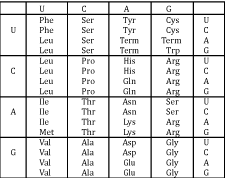 U C A G
Phe Ser Tyr Cys U
U Phe Ser Tyr Cys C
Leu Ser Term Term A
Leu Ser Term Trp G
Leu Pro His Arg U
C Leu Pro His Arg C
Leu Pro Gln Arg A
Leu Pro Gln Arg G
Ile Thr Asn Ser U
A Ile Thr Asn Ser C
Ile Thr Lys Arg A
Met Thr Lys Arg G
Val Ala Asp Gly U
G Val Ala Asp Gly C
Val Ala Glu Gly A
Val Ala Glu Gly G